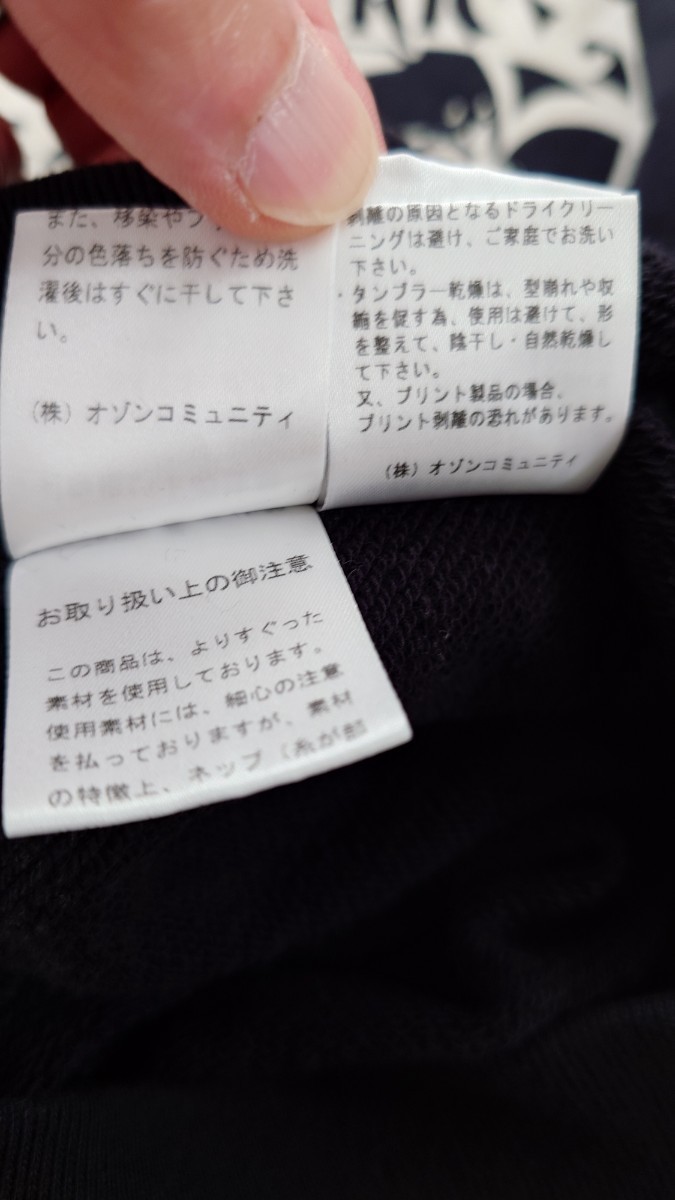 また、移染やプ
分の色落ちを防ぐため洗
濯後はすぐに干して下さ
い。
(株)オゾンコミュニティ
剥離の原因となるドライクリー
ニングは避け、ご家庭でお洗い
下さい。
・タンブラー乾燥は、型崩れや収
縮を促す為、使用は避けて、形
を整えて、陰干し・自然乾燥し
て下さい。
又、プリント製品の場合、
プリント剥離の恐れがあります。
(株)オゾンコミュニティ
お取り扱い上の御注意
この商品は、よりすぐった
素材を使用しております。
使用素材には、細心の注意
を払っておりますが、素材
の特徴上、ネップ(糸が部